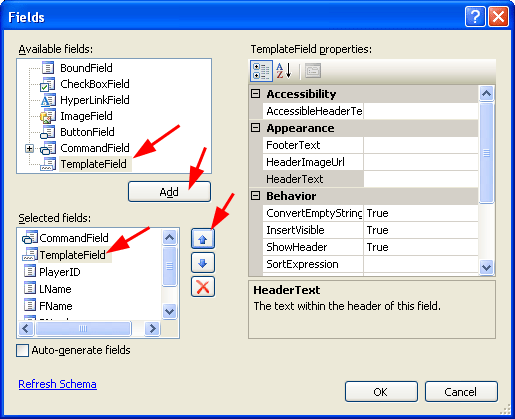 Fields
Available fields:
BoundField
CheckBoxField
HyperLinkField
ImageField
ButtonField
CommandField
TemplateField
Add
Selected fields:
CommandField
TemplateField
PlayerID
LName
FName
Auto-generate fields
Refresh Schema
TemplateField properties:
Accessibility
AccessibleHeaderTe
Appearance
FooterText
HeaderImageUrl
HeaderText
Behavior
ConvertEmptyString True
InsertVisible True
ShowHeader True
SortExpression
HeaderText
The text within the header of this field.
OK Cancel